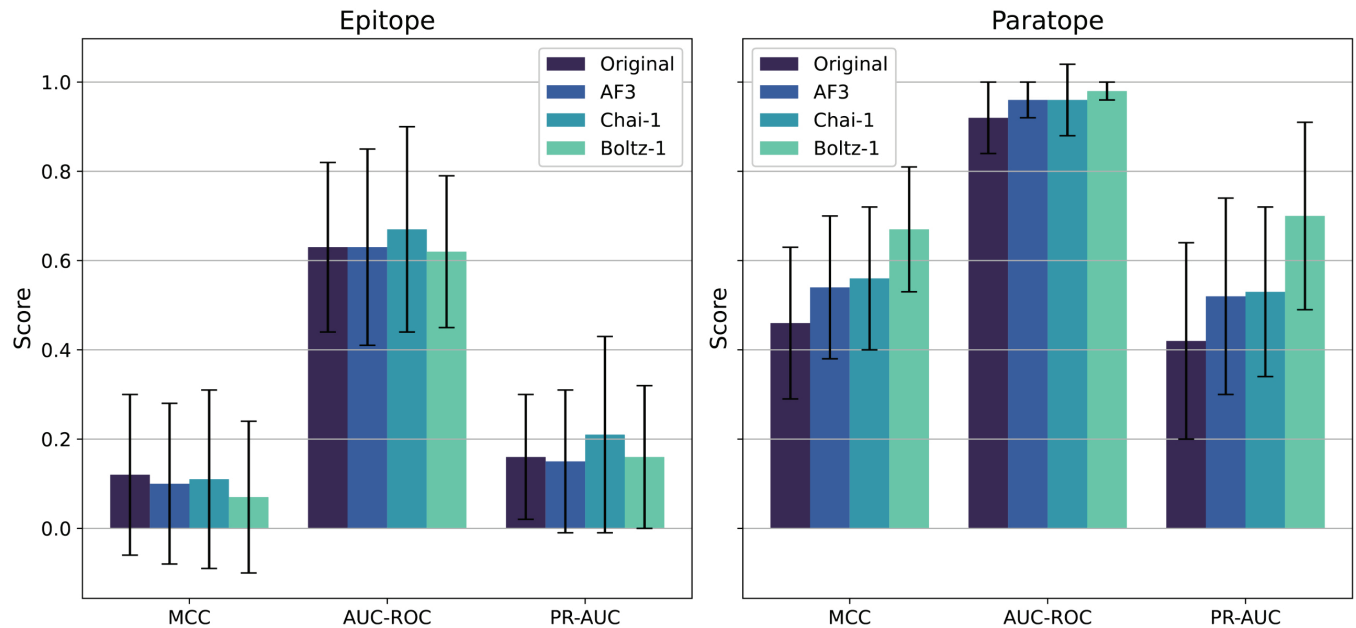 Epitope
Score
1.0
0.8
0.6
0.4
0.2
0.0
Original
AF3
Chai-1
Boltz-1
MCC
AUC-ROC
PR-AUC
Paratope
Score
Original
AF3
Chai-1
Boltz-1
MCC
AUC-ROC
PR-AUC